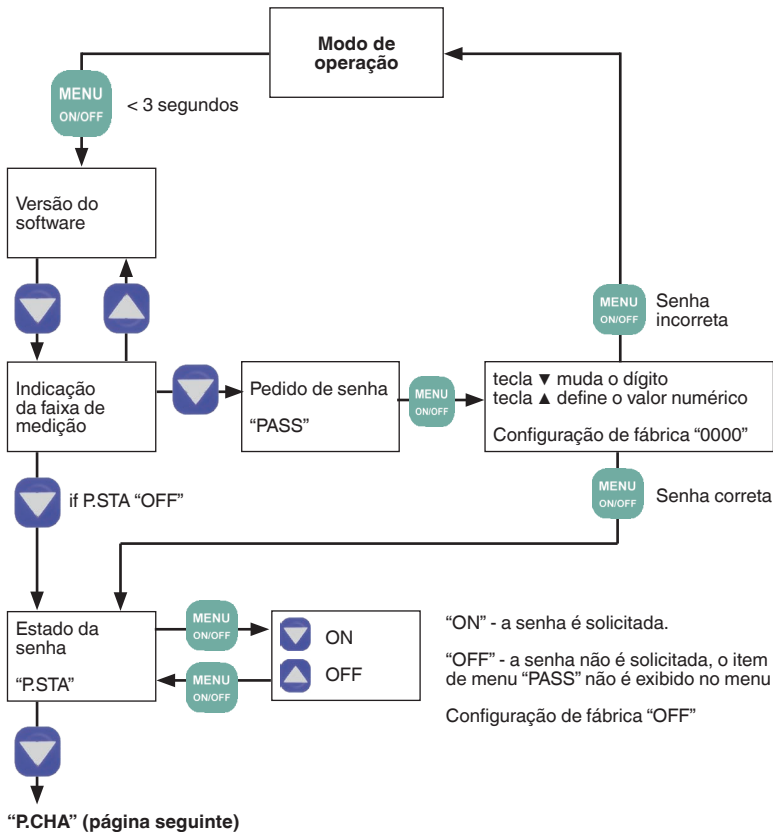 Modo de
operação
MENU
ON/OFF
< 3 segundos
Versão do
software
MENU
ON/OFF
Senha
incorreta
Indicação
da faixa de
medição
Pedido de senha
"PASS"
MENU
ON/OFF
tecla ▼ muda o dígito
tecla ▲ define o valor numérico
Configuração de fábrica “0000”
if P.STA “OFF”
MENU
ON/OFF
Senha correta
Estado da
senha
“P.STA”
MENU
ON/OFF
MENU
ON/OFF
ON
OFF
“ON” - a senha é solicitada.
“OFF” - a senha não é solicitada, o item
de menu “PASS” não é exibido no menu
Configuração de fábrica “OFF”
“P.CHA” (página seguinte)